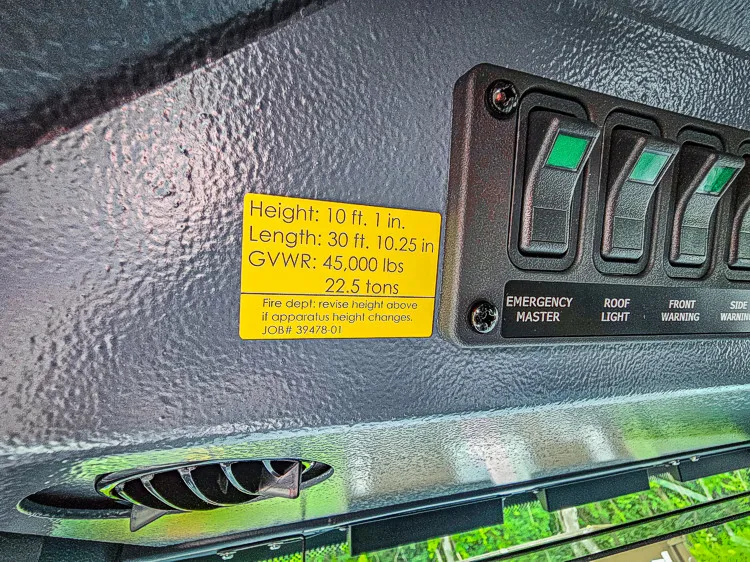 Height: 10 ft. 1 in.
Length: 30 ft. 10.25 in
GVWR: 45,000 lbs
22.5 tons
Fire dept: revise height above
if apparatus height changes.
JOB# 39478-01
EMERGENCY
MASTER
ROOF
LIGHT
FRONT
WARNING
SIDE
WARNING